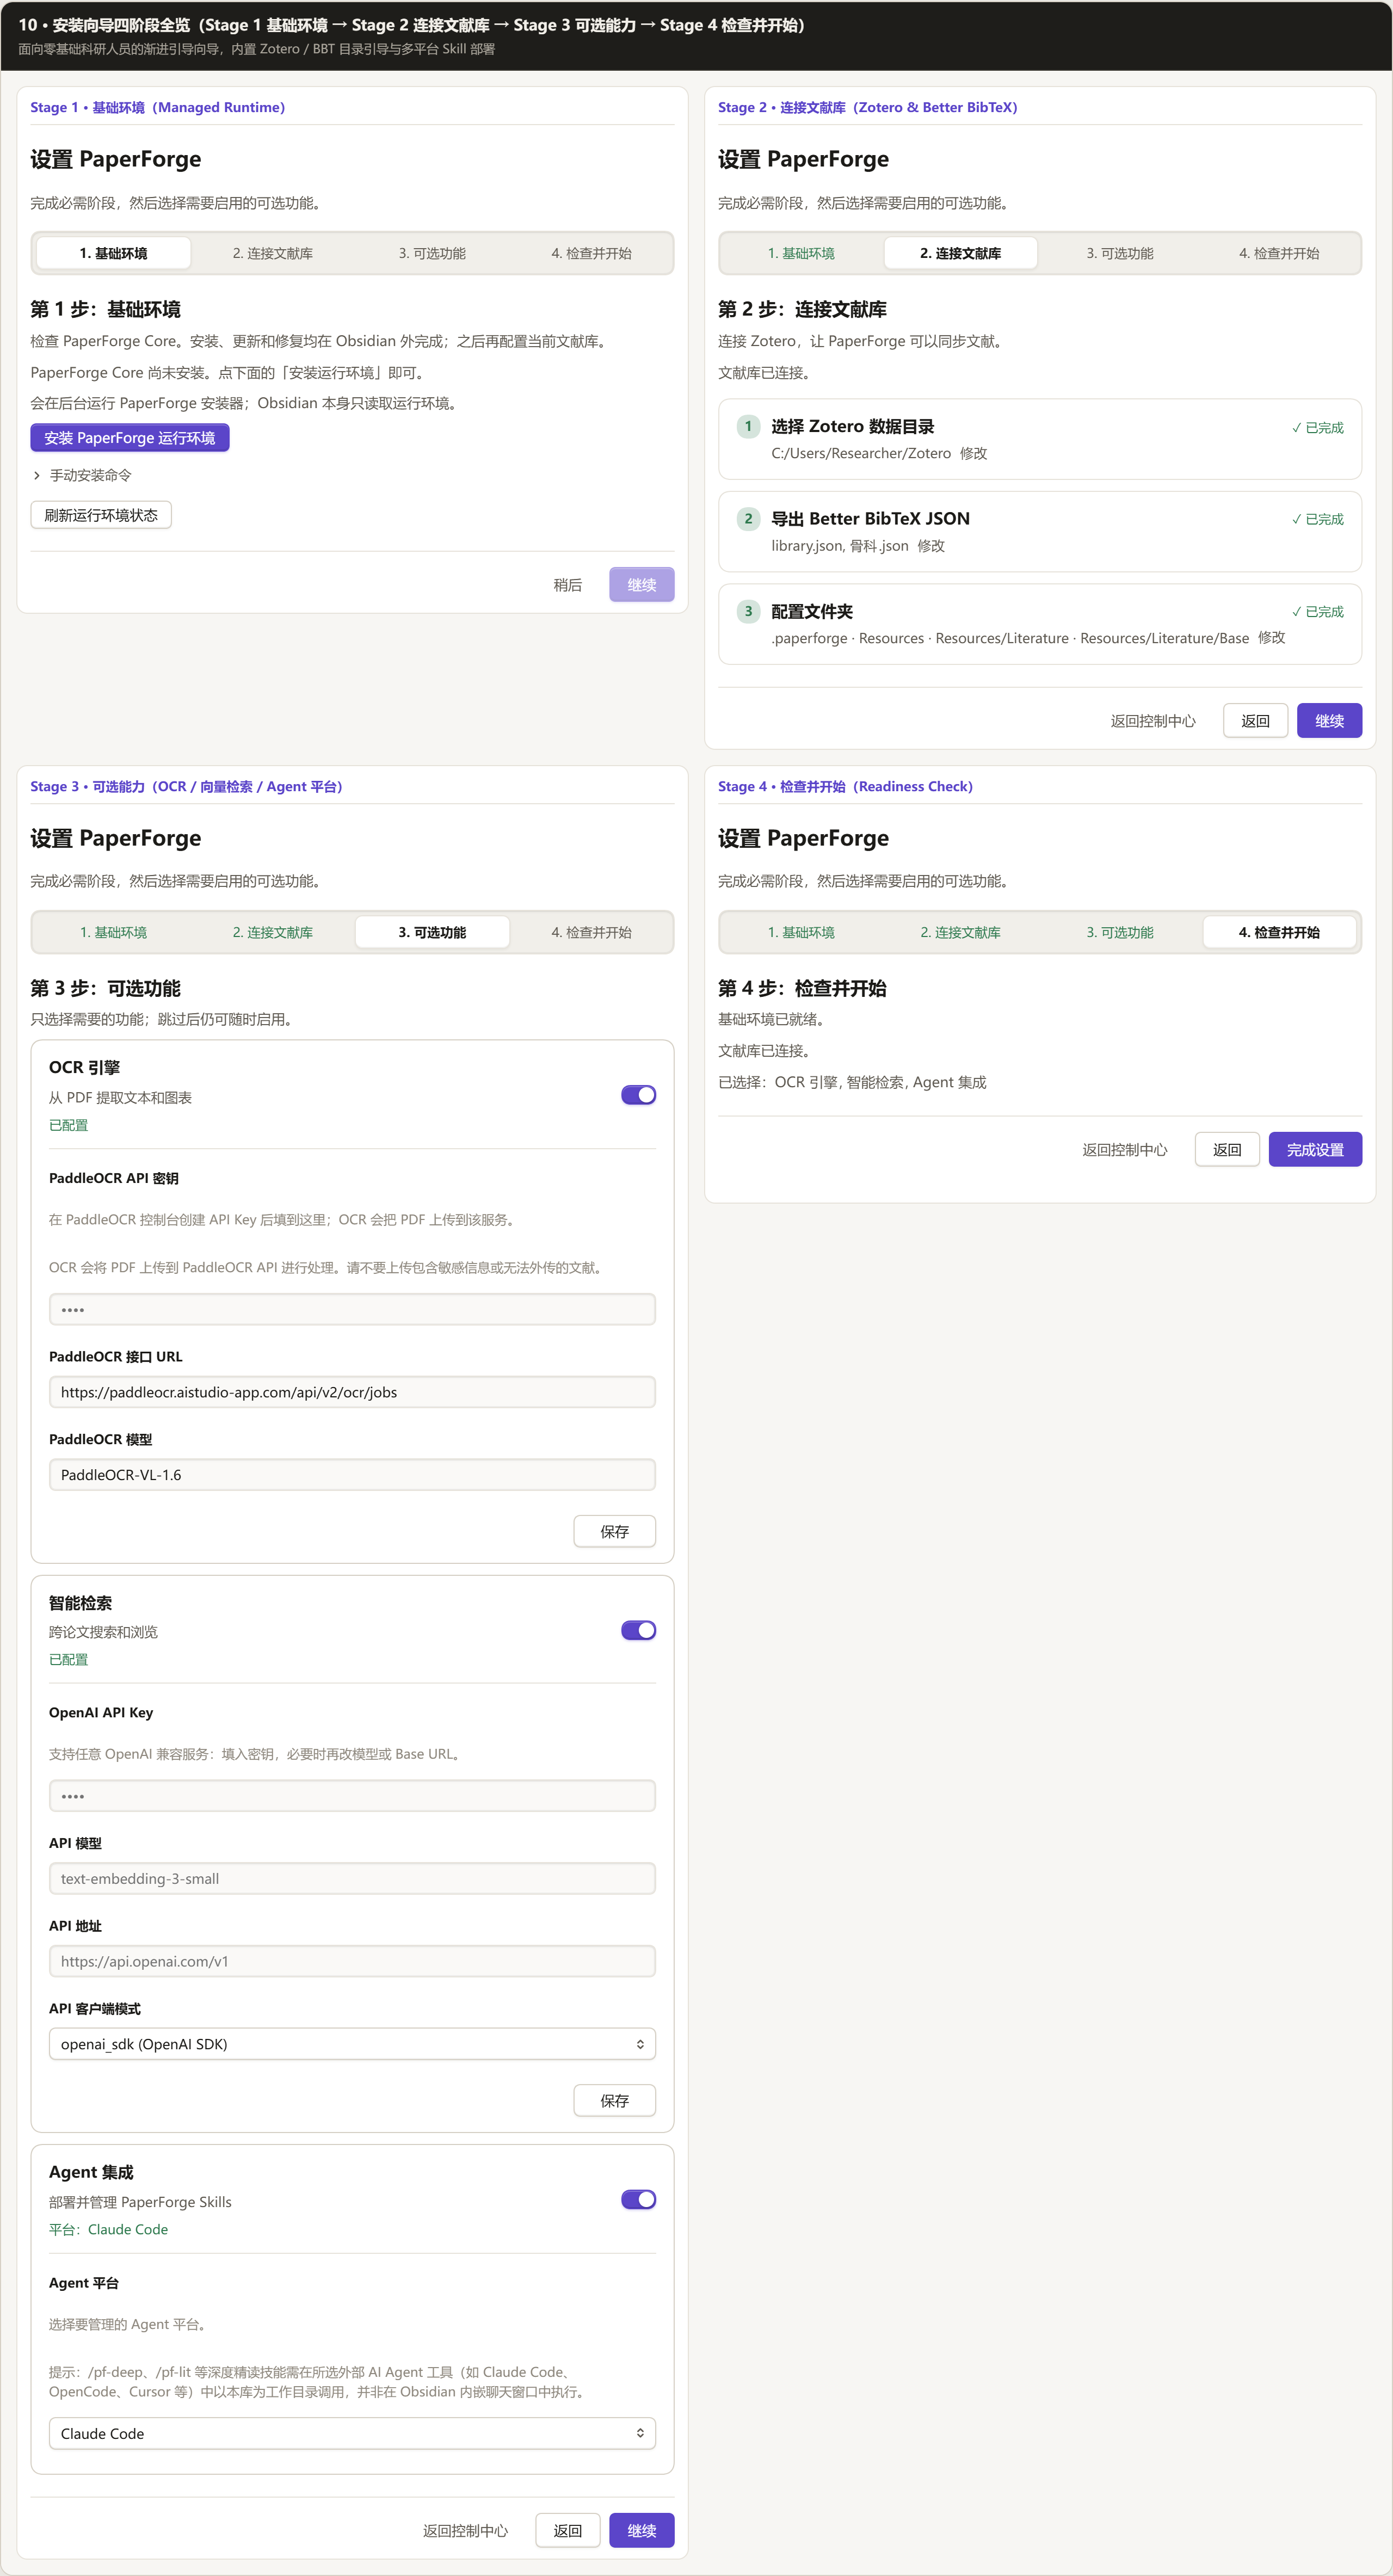 10 • 安装向导四阶段全览（Stage 1 基础环境 → Stage 2 连接文献库 → Stage 3 可选能力 → Stage 4 检查并开始）
面向零基础科研人员的渐进引导向导，内置 Zotero / BBT 目录引导与多平台 Skill 部署
Stage 1 • 基础环境（Managed Runtime）
设置 PaperForge
完成必需阶段，然后选择需要启用的可选功能。
1. 基础环境
2. 连接文献库
3. 可选功能
4. 检查并开始
第 1 步：基础环境
检查 PaperForge Core。安装、更新和修复均在 Obsidian 外完成；之后再配置当前文献库。
PaperForge Core 尚未安装。点下面的「安装运行环境」即可。
会在后台运行 PaperForge 安装器；Obsidian 本身只读取运行环境。
安装 PaperForge 运行环境
手动安装命令
刷新运行环境状态
稍后
继续
Stage 2 • 连接文献库（Zotero & Better BibTeX）
设置 PaperForge
完成必需阶段，然后选择需要启用的可选功能。
1. 基础环境
2. 连接文献库
3. 可选功能
4. 检查并开始
第 2 步：连接文献库
连接 Zotero，让 PaperForge 可以同步文献。
文献库已连接。
1 选择 Zotero 数据目录 ✓ 已完成
C:/Users/Researcher/Zotero 修改
2 导出 Better BibTeX JSON ✓ 已完成
library.json, 骨科.json 修改
3 配置文件夹 ✓ 已完成
.paperforge · Resources · Resources/Literature · Resources/Literature/Base 修改
返回控制中心
返回
继续
Stage 3 • 可选能力（OCR / 向量检索 / Agent 平台）
设置 PaperForge
完成必需阶段，然后选择需要启用的可选功能。
1. 基础环境
2. 连接文献库
3. 可选功能
4. 检查并开始
第 3 步：可选功能
只选择需要的功能；跳过后仍可随时启用。
OCR 引擎
从 PDF 提取文本和图表
已配置
PaddleOCR API 密钥
在 PaddleOCR 控制台创建 API Key 后填到这里；OCR 会把 PDF 上传到该服务。
OCR 会将 PDF 上传到 PaddleOCR API 进行处理。请不要上传包含敏感信息或无法外传的文献。
••••
PaddleOCR 接口 URL
https://paddleocr.aistudio-app.com/api/v2/ocr/jobs
PaddleOCR 模型
PaddleOCR-VL-1.6
保存
智能检索
跨论文搜索和浏览
已配置
OpenAI API Key
支持任意 OpenAI 兼容服务：填入密钥，必要时再改模型或 Base URL。
••••
API 模型
text-embedding-3-small
API 地址
https://api.openai.com/v1
API 客户端模式
openai_sdk (OpenAI SDK)
保存
Agent 集成
部署并管理 PaperForge Skills
平台：Claude Code
Agent 平台
选择要管理的 Agent 平台。
提示：/pf-deep、/pf-lit 等深度精读技能需在所选外部 AI Agent 工具（如 Claude Code、
OpenCode、Cursor 等）中以本库为工作目录调用，并非在 Obsidian 内嵌聊天窗口中执行。
Claude Code
返回控制中心
返回
继续
Stage 4 • 检查并开始（Readiness Check）
设置 PaperForge
完成必需阶段，然后选择需要启用的可选功能。
1. 基础环境
2. 连接文献库
3. 可选功能
4. 检查并开始
第 4 步：检查并开始
基础环境已就绪。
文献库已连接。
已选择：OCR 引擎, 智能检索, Agent 集成
返回控制中心
返回
完成设置